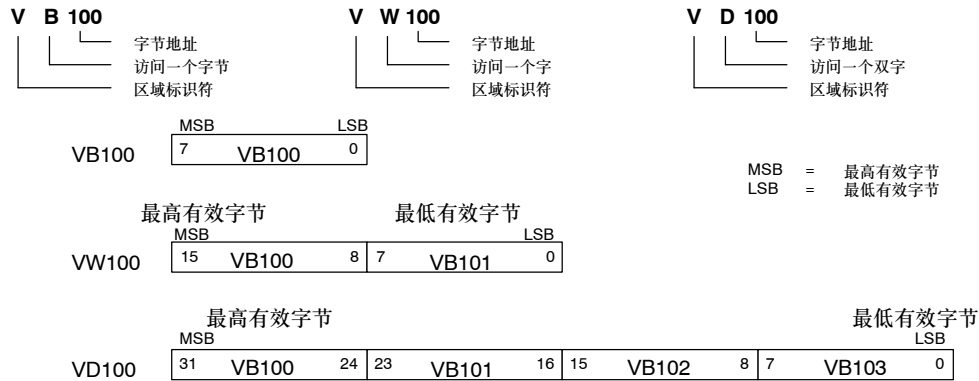 V B 100 V W 100 V D 100
字节地址 字节地址 字节地址
访问一个字节 访问一个字 访问一个双字
区域标识符 区域标识符 区域标识符
MSB LSB
VB100 7 VB100 0
MSB = 最高有效字节
LSB = 最低有效字节
最高有效字节 最低有效字节
MSB LSB
VW100 15 VB100 8 7 VB101 0
最高有效字节 最低有效字节
MSB LSB
VD100 31 VB100 24 23 VB101 16 15 VB102 8 7 VB103 0